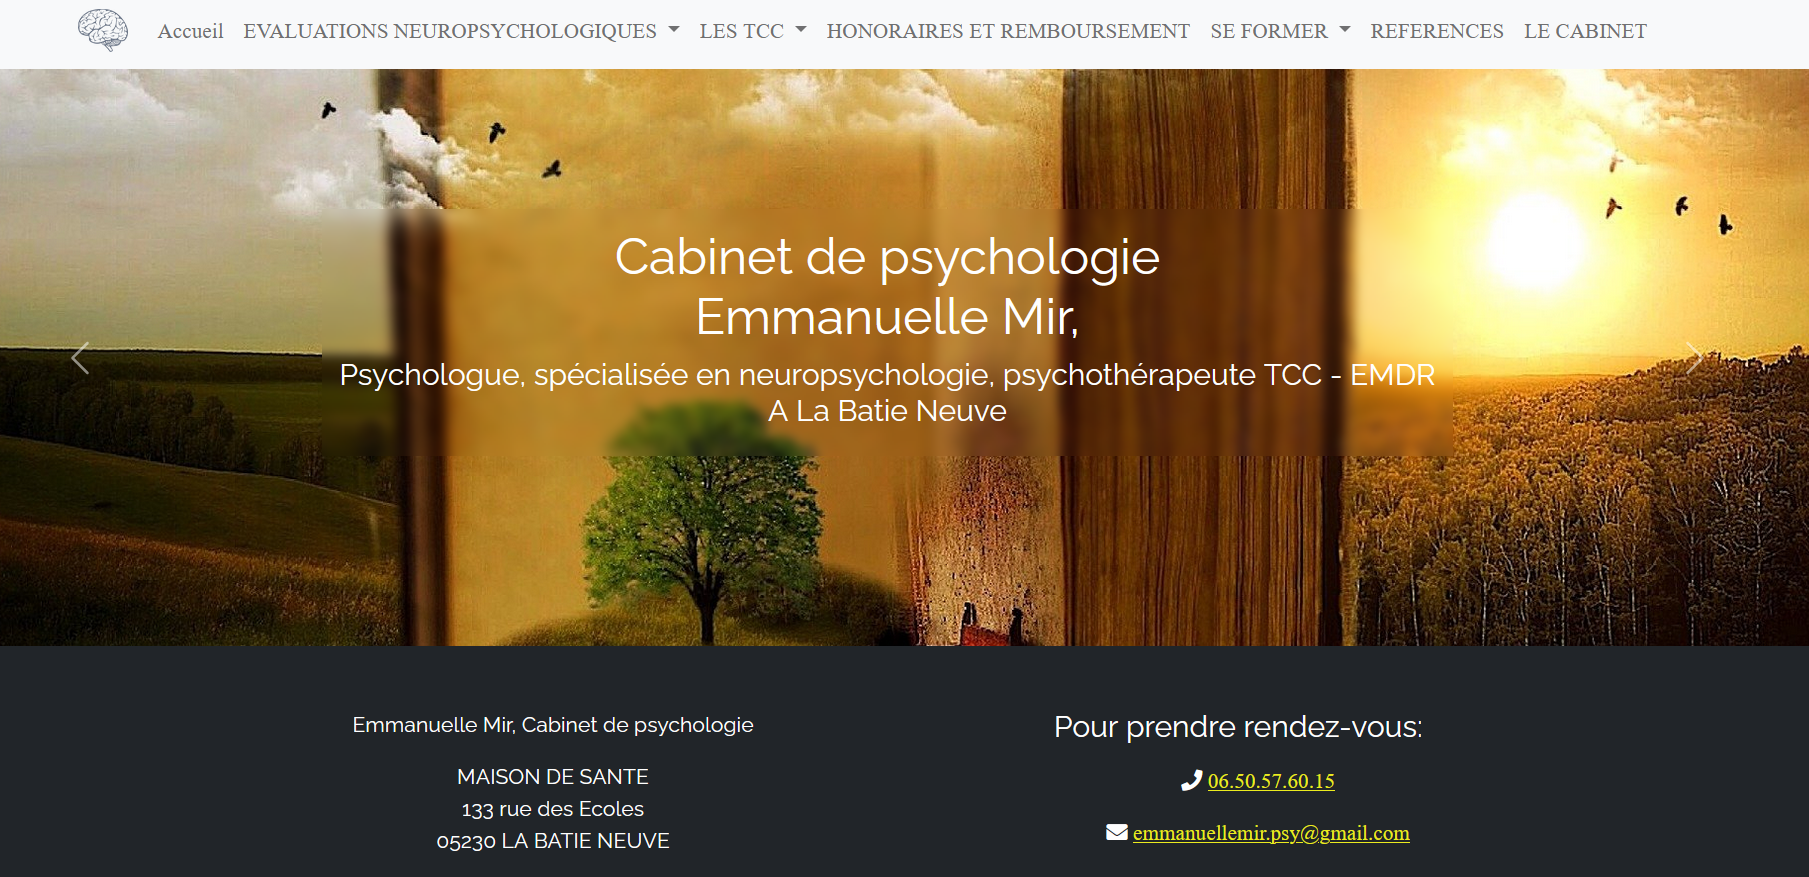 Accueil EVALUATIONS NEUROPSYCHOLOGIQUES LES TCC HONORAIRES ET REMBOURSEMENT SE FORMER REFERENCES LE CABINET
Cabinet de psychologie
Emmanuelle Mir,
Psychologue, spécialisée en neuropsychologie, psychothérapeute TCC - EMDR
A La Batie Neuve
Emmanuelle Mir, Cabinet de psychologie
MAISON DE SANTE
133 rue des Ecoles
05230 LA BATIE NEUVE
Pour prendre rendez-vous:
06.50.57.60.15
emmanuellemir.psy@gmail.com